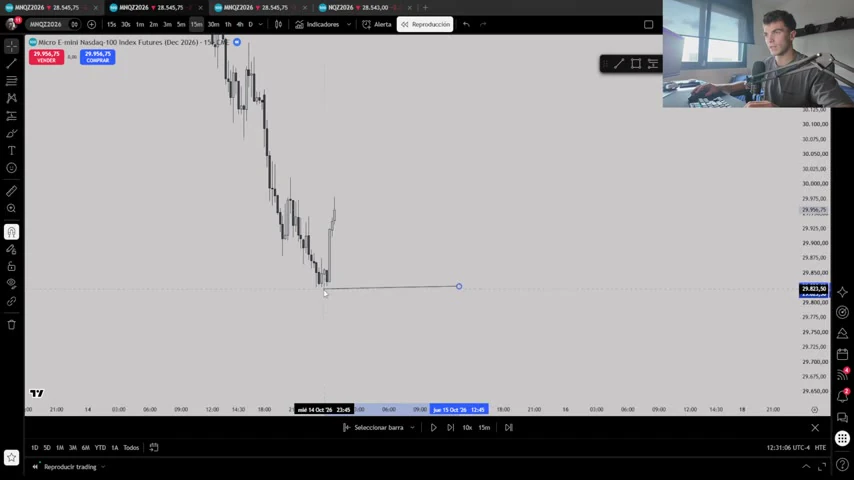 MNQZ2026 28.545,75
MNQZ2026 28.545,75
MNQZ2026 28.545,75
NQZ2026 28.543,00
MNQZ2026
15s 30s 1m 2m 3m 5m 15m 30m 1h 4h D
Indicadores
Alerta
Reproducción
Micro E-mini Nasdaq-100 Index Futures (Dec 2026) · 15 · CME
29.956,75
VENDER
0,00
29.956,75
COMPRAR
30.125,00
30.100,00
30.075,00
30.050,00
30.025,00
30.000,00
29.975,00
29.956,75
29.925,00
29.900,00
29.875,00
29.850,00
29.823,50
29.800,00
29.775,00
29.750,00
29.725,00
29.700,00
29.675,00
29.650,00
21:00 14 03:00 06:00 09:00 12:00 14:30 18:00
mié 14 Oct '26 23:45
06:00 09:00
jue 15 Oct '26 12:45
18:00 21:00 16 03:00 06:00 09:00 12:00 14:30 18:00 18 21:00
Seleccionar barra
10x 15m
1D 5D 1M 3M 6M YTD 1A Todos
12:31:06 UTC-4 HTE
Reproducir trading